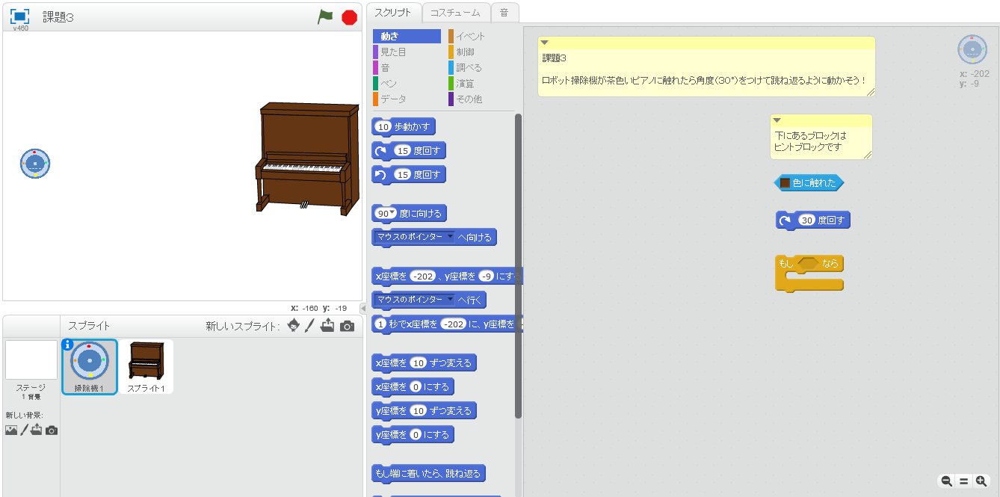 課題3
v460
x: -160 y: -19
スプライト
新しいスプライト:
ステージ
1 背景
新しい背景:
掃除機1
スプライト1
スクリプト
コスチューム
音
動き
イベント
見た目
制御
音
調べる
ペン
演算
データ
その他
10 歩動かす
15 度回す
15 度回す
90 度に向ける
マウスのポインター へ向ける
x座標を -202 、y座標を -9 にす
マウスのポインター へ行く
1 秒でx座標を -202 に、y座標を
x座標を 10 ずつ変える
x座標を 0 にする
y座標を 10 ずつ変える
y座標を 0 にする
もし端に着いたら、跳ね返る
課題3
ロボット掃除機が茶色いピアノに触れたら角度(30°)をつけて跳ね返るように動かそう！
x: -202
y: -9
下にあるブロックは
ヒントブロックです
色に触れた
30 度回す
もし なら